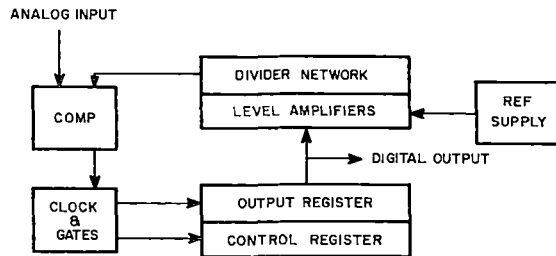 ANALOG INPUT
DIVIDER NETWORK
LEVEL AMPLIFIERS
REF
SUPPLY
COMP
DIGITAL OUTPUT
CLOCK
&
GATES
OUTPUT REGISTER
CONTROL REGISTER